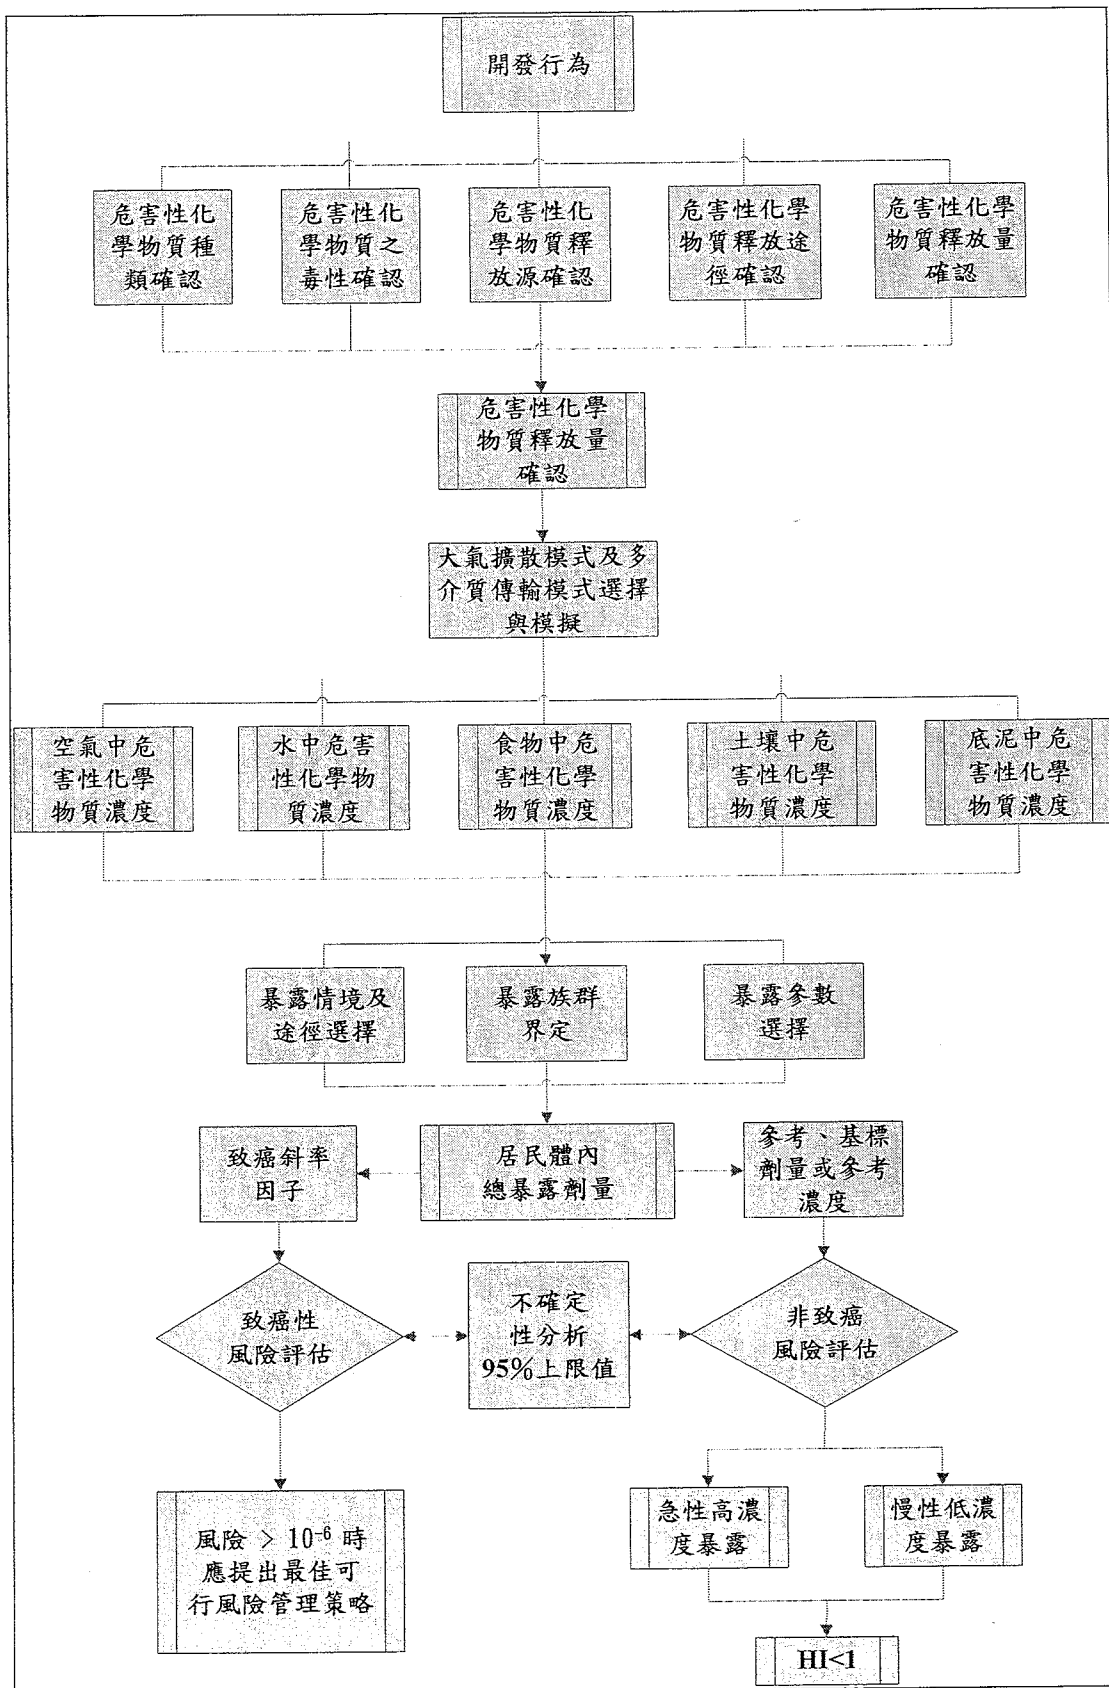 開發行為
危害性化
學物質種
類確認
危害性化
學物質之
毒性確認
危害性化
學物質釋
放源確認
危害性化學
物質釋放途
徑確認
危害性化學
物質釋放量
確認
危害性化學
物質釋放量
確認
大氣擴散模式及多
介質傳輸模式選擇
與模擬
空氣中危
害性化學
物質濃度
水中危害
性化學物
質濃度
食物中危
害性化學
物質濃度
土壤中危
害性化學
物質濃度
底泥中危
害性化學
物質濃度
暴露情境及
途徑選擇
暴露族群
界定
暴露參數
選擇
致癌斜率
因子
居民體內
總暴露劑量
參考、基標
劑量或參考
濃度
致癌性
風險評估
不確定
性分析
95%上限值
非致癌
風險評估
風險 > 10⁻⁶ 時
應提出最佳可
行風險管理策略
急性高濃
度暴露
慢性低濃
度暴露
HI<1